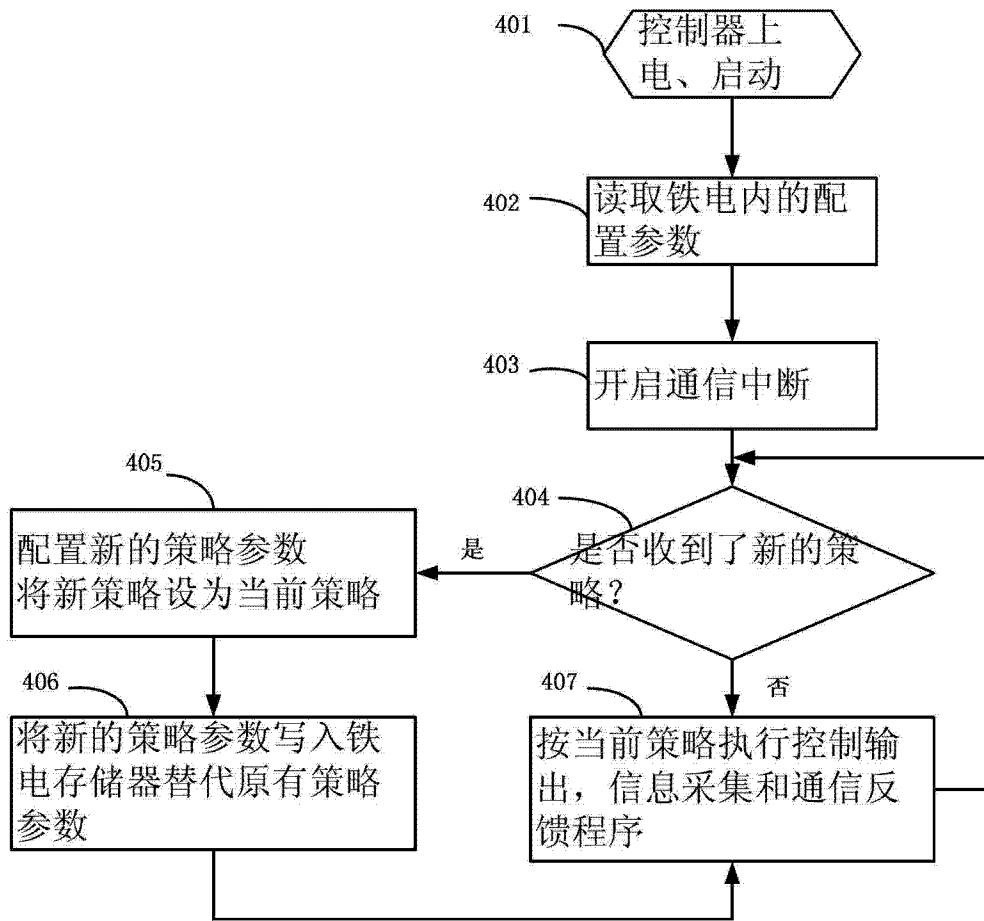 401
控制器上
电、启动
402
读取铁电内的配
置参数
403
开启通信中断
404
是否收到了新的策
略?
是
405
配置新的策略参数
将新策略设为当前策略
406
将新的策略参数写入铁
电存储器替代原有策略
参数
否
407
按当前策略执行控制输
出，信息采集和通信反
馈程序